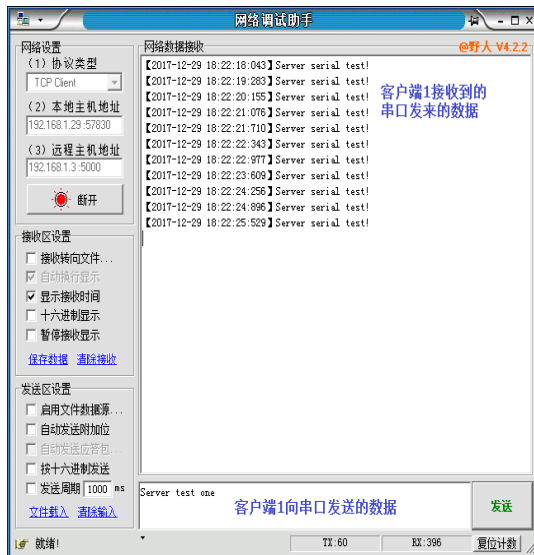 网络调试助手
网络设置
(1) 协议类型
TCP Client
(2) 本地主机地址
192.168.1.29 :57830
(3) 远程主机地址
192.168.1.3 :5000
断开
接收区设置
接收转向文件...
自动换行显示
显示接收时间
十六进制显示
暂停接收显示
保存数据 清除接收
发送区设置
启用文件数据源...
自动发送附加位
自动发送应答包...
按十六进制发送
发送周期 1000 ms
文件载入 清除输入
网络数据接收
@野人 V4.2.2
【2017-12-29 18:22:18:043】Server serial test!
【2017-12-29 18:22:19:283】Server serial test!
【2017-12-29 18:22:20:155】Server serial test!
【2017-12-29 18:22:21:076】Server serial test!
【2017-12-29 18:22:21:710】Server serial test!
【2017-12-29 18:22:22:343】Server serial test!
【2017-12-29 18:22:22:977】Server serial test!
【2017-12-29 18:22:23:609】Server serial test!
【2017-12-29 18:22:24:256】Server serial test!
【2017-12-29 18:22:24:896】Server serial test!
【2017-12-29 18:22:25:529】Server serial test!
客户端1接收到的
串口发来的数据
Server test one
客户端1向串口发送的数据
发送
就绪!
TX:60
RX:396
复位计数